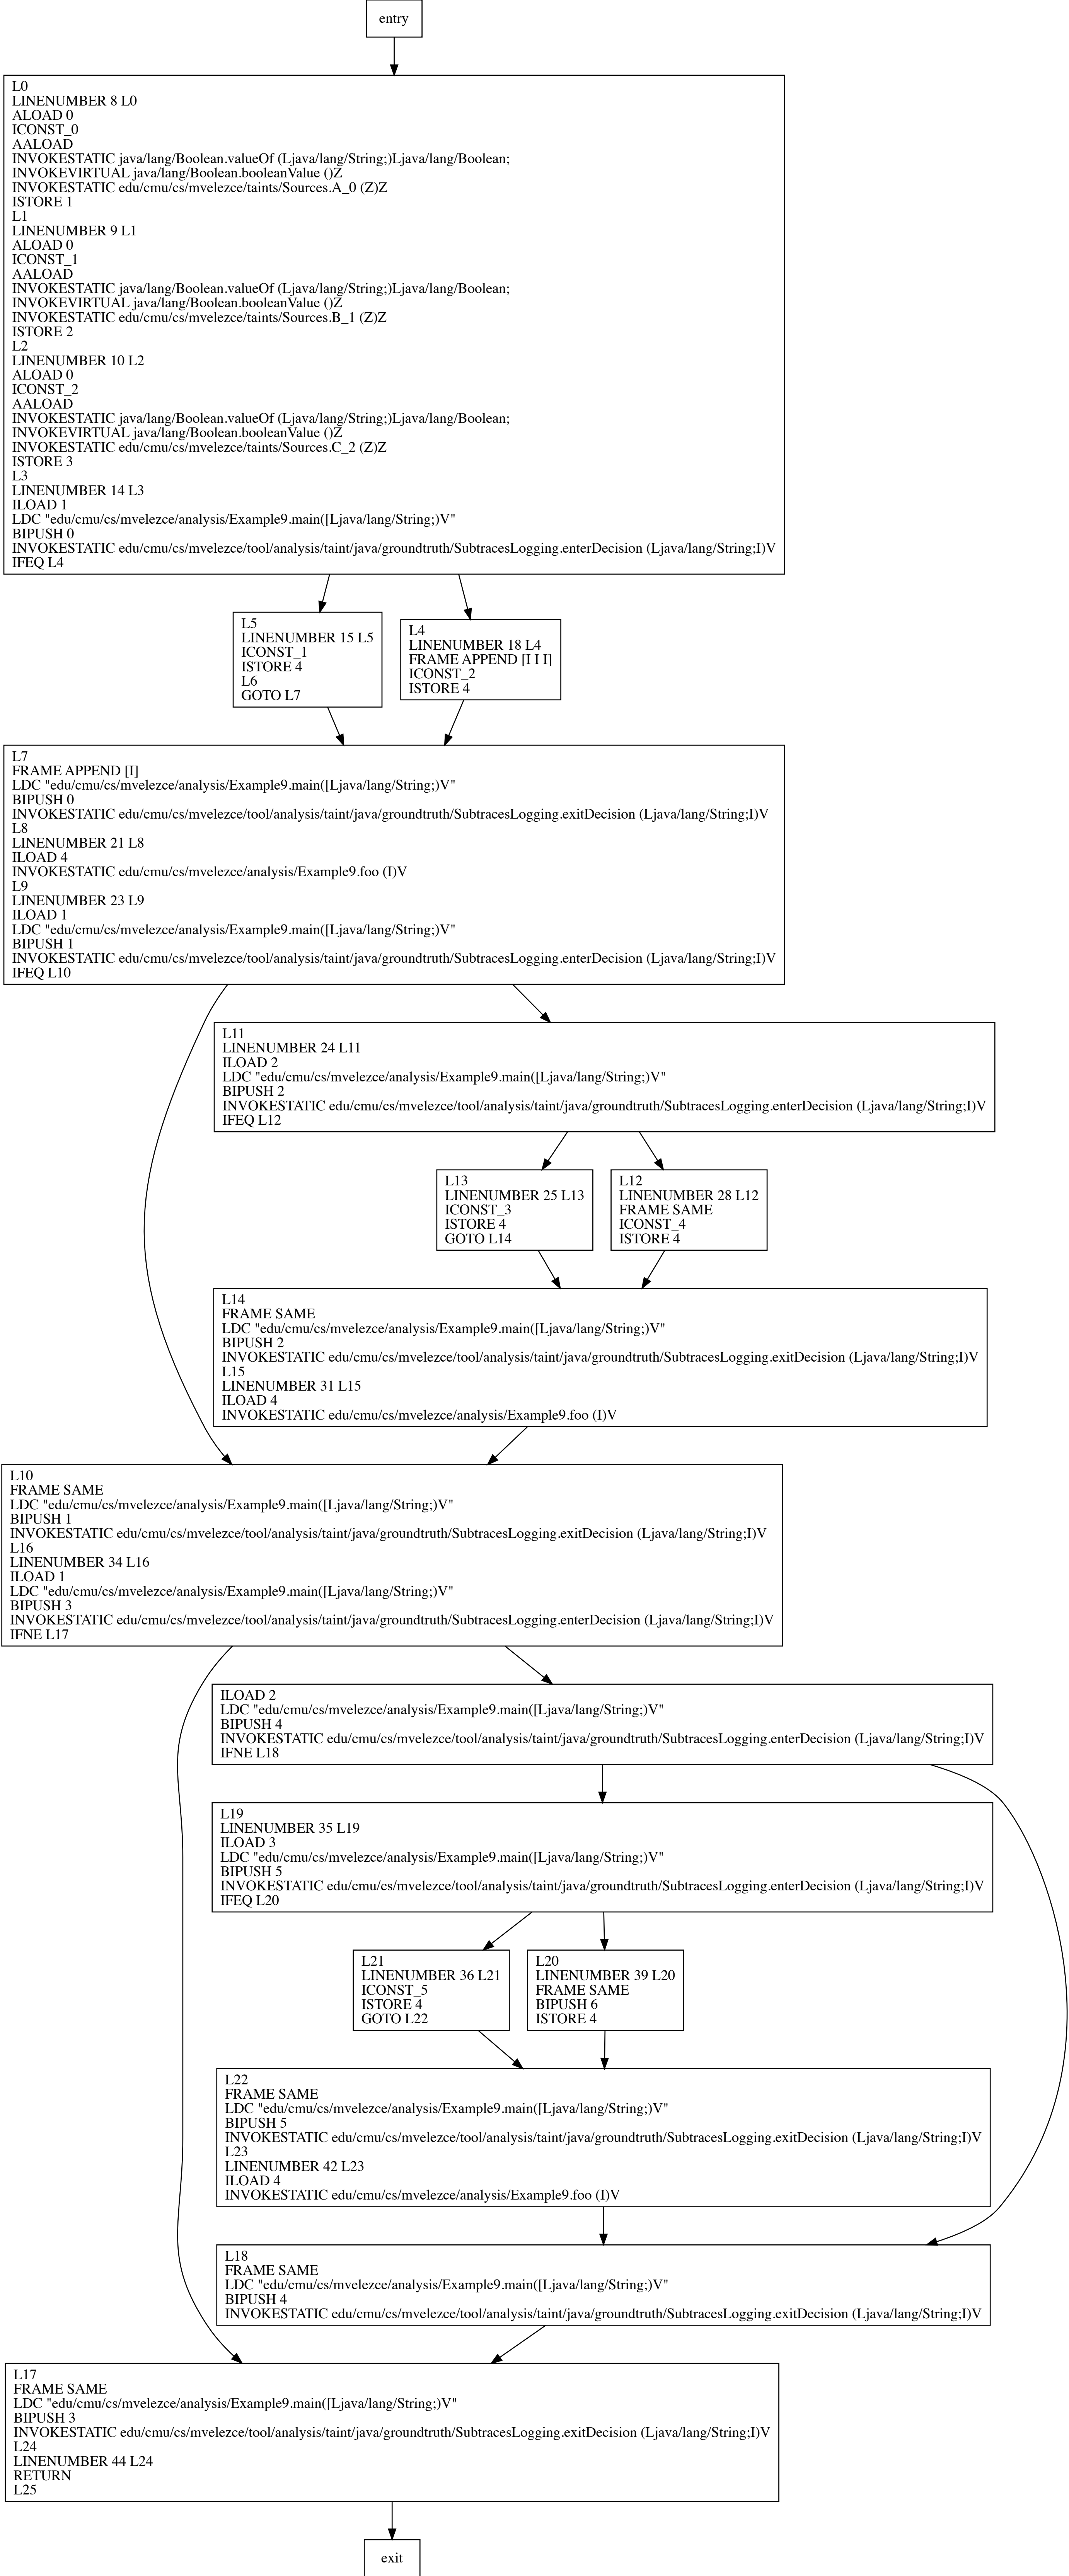 entry
L0
LINENUMBER 8 L0
ALOAD 0
ICONST_0
AALOAD
INVOKESTATIC java/lang/Boolean.valueOf (Ljava/lang/String;)Ljava/lang/Boolean;
INVOKEVIRTUAL java/lang/Boolean.booleanValue ()Z
INVOKESTATIC edu/cmu/cs/mvelezce/taints/Sources.A_0 (Z)Z
ISTORE 1
L1
LINENUMBER 9 L1
ALOAD 0
ICONST_1
AALOAD
INVOKESTATIC java/lang/Boolean.valueOf (Ljava/lang/String;)Ljava/lang/Boolean;
INVOKEVIRTUAL java/lang/Boolean.booleanValue ()Z
INVOKESTATIC edu/cmu/cs/mvelezce/taints/Sources.B_1 (Z)Z
ISTORE 2
L2
LINENUMBER 10 L2
ALOAD 0
ICONST_2
AALOAD
INVOKESTATIC java/lang/Boolean.valueOf (Ljava/lang/String;)Ljava/lang/Boolean;
INVOKEVIRTUAL java/lang/Boolean.booleanValue ()Z
INVOKESTATIC edu/cmu/cs/mvelezce/taints/Sources.C_2 (Z)Z
ISTORE 3
L3
LINENUMBER 14 L3
ILOAD 1
LDC "edu/cmu/cs/mvelezce/analysis/Example9.main([Ljava/lang/String;)V"
BIPUSH 0
INVOKESTATIC edu/cmu/cs/mvelezce/tool/analysis/taint/java/groundtruth/SubtracesLogging.enterDecision (Ljava/lang/String;I)V
IFEQ L4
L5
LINENUMBER 15 L5
ICONST_1
ISTORE 4
L6
GOTO L7
L4
LINENUMBER 18 L4
FRAME APPEND [I I I]
ICONST_2
ISTORE 4
L7
FRAME APPEND [I]
LDC "edu/cmu/cs/mvelezce/analysis/Example9.main([Ljava/lang/String;)V"
BIPUSH 0
INVOKESTATIC edu/cmu/cs/mvelezce/tool/analysis/taint/java/groundtruth/SubtracesLogging.exitDecision (Ljava/lang/String;I)V
L8
LINENUMBER 21 L8
ILOAD 4
INVOKESTATIC edu/cmu/cs/mvelezce/analysis/Example9.foo (I)V
L9
LINENUMBER 23 L9
ILOAD 1
LDC "edu/cmu/cs/mvelezce/analysis/Example9.main([Ljava/lang/String;)V"
BIPUSH 1
INVOKESTATIC edu/cmu/cs/mvelezce/tool/analysis/taint/java/groundtruth/SubtracesLogging.enterDecision (Ljava/lang/String;I)V
IFEQ L10
L11
LINENUMBER 24 L11
ILOAD 2
LDC "edu/cmu/cs/mvelezce/analysis/Example9.main([Ljava/lang/String;)V"
BIPUSH 2
INVOKESTATIC edu/cmu/cs/mvelezce/tool/analysis/taint/java/groundtruth/SubtracesLogging.enterDecision (Ljava/lang/String;I)V
IFEQ L12
L13
LINENUMBER 25 L13
ICONST_3
ISTORE 4
GOTO L14
L12
LINENUMBER 28 L12
FRAME SAME
ICONST_4
ISTORE 4
L14
FRAME SAME
LDC "edu/cmu/cs/mvelezce/analysis/Example9.main([Ljava/lang/String;)V"
BIPUSH 2
INVOKESTATIC edu/cmu/cs/mvelezce/tool/analysis/taint/java/groundtruth/SubtracesLogging.exitDecision (Ljava/lang/String;I)V
L15
LINENUMBER 31 L15
ILOAD 4
INVOKESTATIC edu/cmu/cs/mvelezce/analysis/Example9.foo (I)V
L10
FRAME SAME
LDC "edu/cmu/cs/mvelezce/analysis/Example9.main([Ljava/lang/String;)V"
BIPUSH 1
INVOKESTATIC edu/cmu/cs/mvelezce/tool/analysis/taint/java/groundtruth/SubtracesLogging.exitDecision (Ljava/lang/String;I)V
L16
LINENUMBER 34 L16
ILOAD 1
LDC "edu/cmu/cs/mvelezce/analysis/Example9.main([Ljava/lang/String;)V"
BIPUSH 3
INVOKESTATIC edu/cmu/cs/mvelezce/tool/analysis/taint/java/groundtruth/SubtracesLogging.enterDecision (Ljava/lang/String;I)V
IFNE L17
ILOAD 2
LDC "edu/cmu/cs/mvelezce/analysis/Example9.main([Ljava/lang/String;)V"
BIPUSH 4
INVOKESTATIC edu/cmu/cs/mvelezce/tool/analysis/taint/java/groundtruth/SubtracesLogging.enterDecision (Ljava/lang/String;I)V
IFNE L18
L19
LINENUMBER 35 L19
ILOAD 3
LDC "edu/cmu/cs/mvelezce/analysis/Example9.main([Ljava/lang/String;)V"
BIPUSH 5
INVOKESTATIC edu/cmu/cs/mvelezce/tool/analysis/taint/java/groundtruth/SubtracesLogging.enterDecision (Ljava/lang/String;I)V
IFEQ L20
L21
LINENUMBER 36 L21
ICONST_5
ISTORE 4
GOTO L22
L20
LINENUMBER 39 L20
FRAME SAME
BIPUSH 6
ISTORE 4
L22
FRAME SAME
LDC "edu/cmu/cs/mvelezce/analysis/Example9.main([Ljava/lang/String;)V"
BIPUSH 5
INVOKESTATIC edu/cmu/cs/mvelezce/tool/analysis/taint/java/groundtruth/SubtracesLogging.exitDecision (Ljava/lang/String;I)V
L23
LINENUMBER 42 L23
ILOAD 4
INVOKESTATIC edu/cmu/cs/mvelezce/analysis/Example9.foo (I)V
L18
FRAME SAME
LDC "edu/cmu/cs/mvelezce/analysis/Example9.main([Ljava/lang/String;)V"
BIPUSH 4
INVOKESTATIC edu/cmu/cs/mvelezce/tool/analysis/taint/java/groundtruth/SubtracesLogging.exitDecision (Ljava/lang/String;I)V
L17
FRAME SAME
LDC "edu/cmu/cs/mvelezce/analysis/Example9.main([Ljava/lang/String;)V"
BIPUSH 3
INVOKESTATIC edu/cmu/cs/mvelezce/tool/analysis/taint/java/groundtruth/SubtracesLogging.exitDecision (Ljava/lang/String;I)V
L24
LINENUMBER 44 L24
RETURN
L25
exit